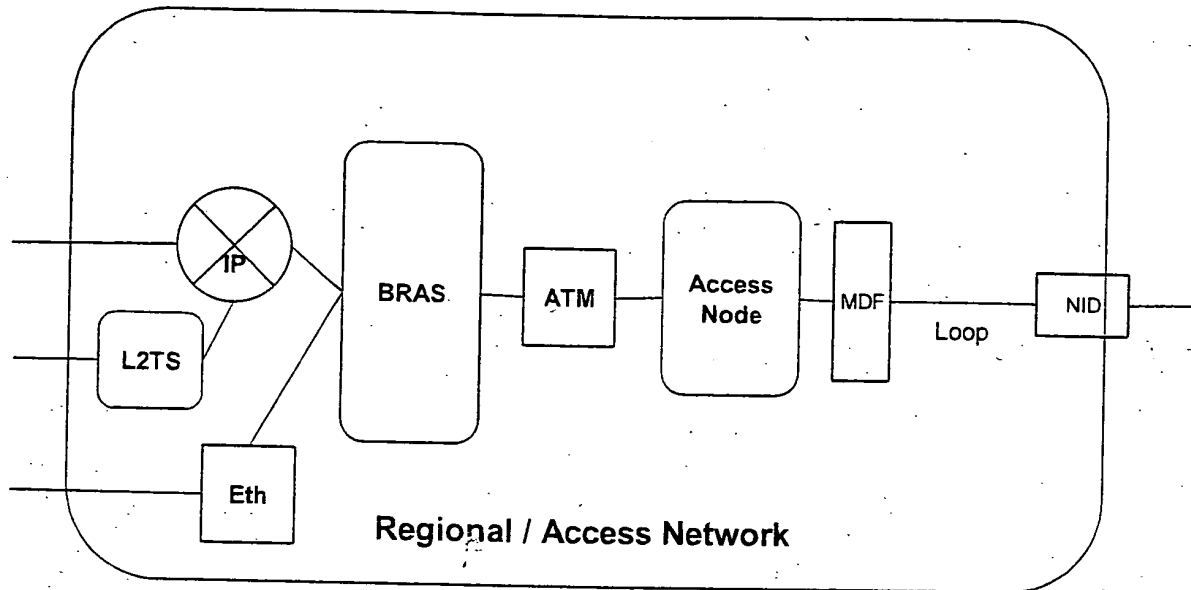 IP
L2TS
Eth
BRAS
ATM
Access
Node
MDF
Loop
NID
Regional / Access Network